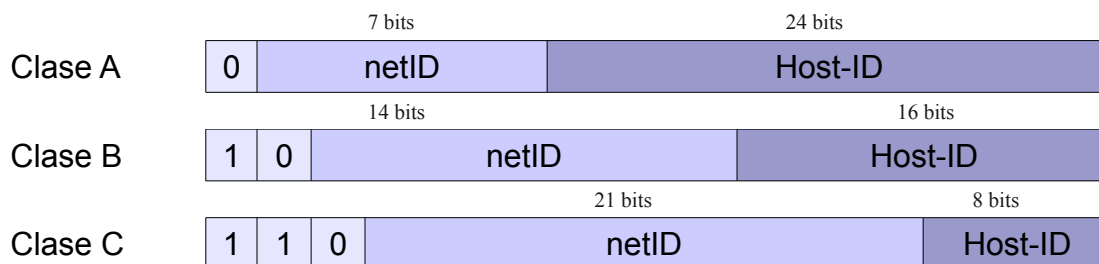 7 bits 24 bits
Clase A 0 netID Host-ID
14 bits 16 bits
Clase B 1 0 netID Host-ID
21 bits 8 bits
Clase C 1 1 0 netID Host-ID